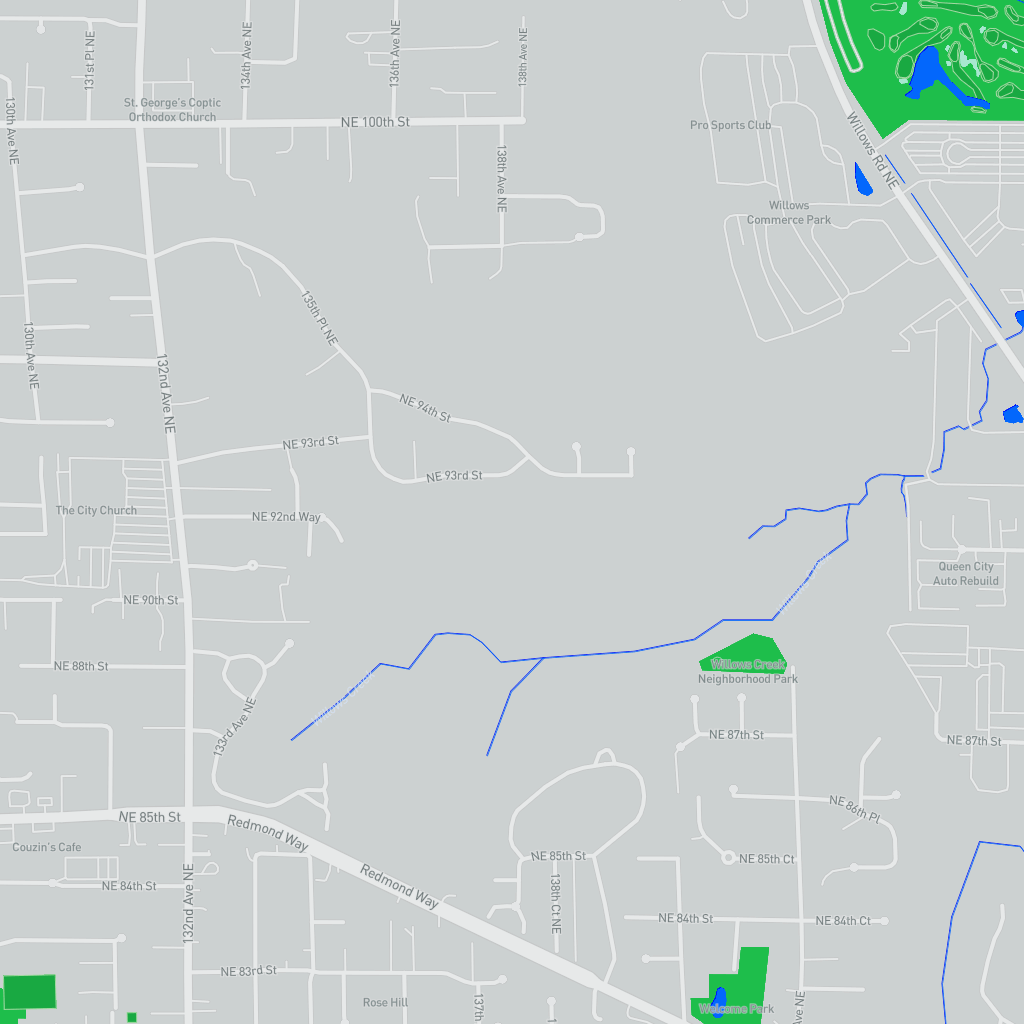 131st Pl NE
134th Ave NE
136th Ave NE
138th Ave NE
130th Ave NE
St. George's Coptic
Orthodox Church
NE 100th St
138th Ave NE
Pro Sports Club
Willows Rd NE
Willows
Commerce Park
135th Pl NE
130th Ave NE
132nd Ave NE
NE 94th St
NE 93rd St
NE 93rd St
The City Church
NE 92nd Way
Queen City
Auto Rebuild
NE 90th St
NE 88th St
Willows Creek
Neighborhood Park
133rd Ave NE
NE 87th St
NE 87th St
NE 86th Pl
NE 85th St
Redmond Way
Couzin's Cafe
NE 85th St
NE 85th Ct
Redmond Way
NE 84th St
132nd Ave NE
138th Ct NE
NE 84th St
NE 84th Ct
NE 83rd St
Rose Hill
137th
Welcome Park
Ave NE